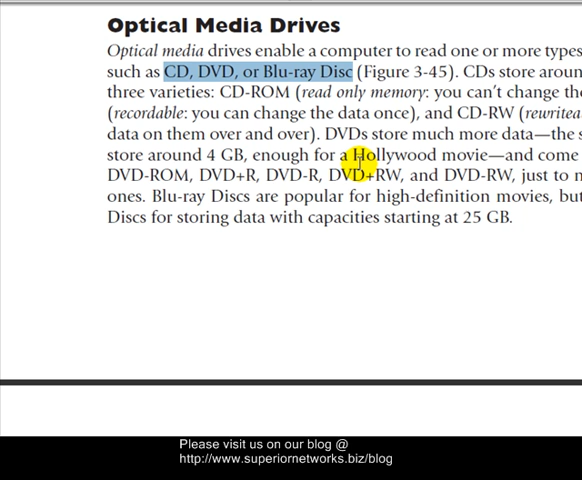 Optical Media Drives
Optical media drives enable a computer to read one or more types
such as CD, DVD, or Blu-ray Disc (Figure 3-45). CDs store aroun
three varieties: CD-ROM (read only memory: you can't change the
(recordable: you can change the data once), and CD-RW (rewritea
data on them over and over). DVDs store much more data—the s
store around 4 GB, enough for a Hollywood movie—and come
DVD-ROM, DVD+R, DVD-R, DVD+RW, and DVD-RW, just to n
ones. Blu-ray Discs are popular for high-definition movies, but
Discs for storing data with capacities starting at 25 GB.
Please visit us on our blog @
http://www.superiornetworks.biz/blog